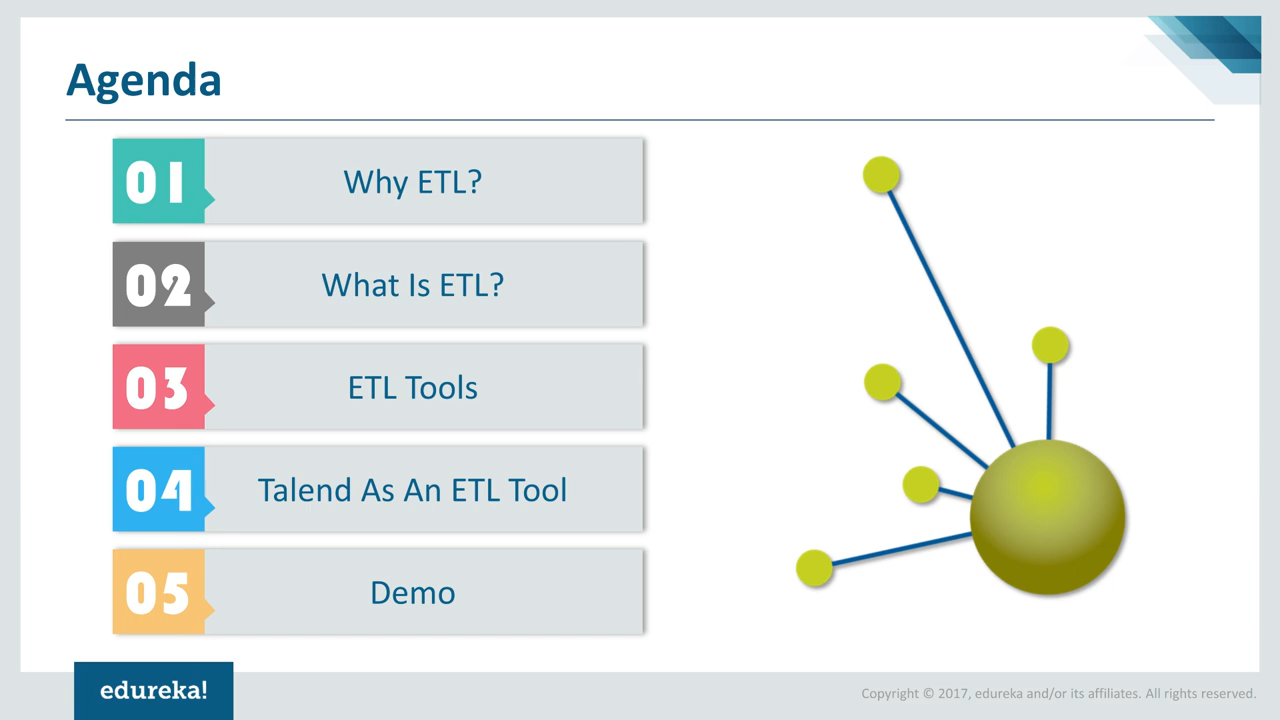 Agenda
01
Why ETL?
02
What Is ETL?
03
ETL Tools
04
Talend As An ETL Tool
05
Demo
edureka!
Copyright © 2017, edureka and/or its affiliates. All rights reserved.